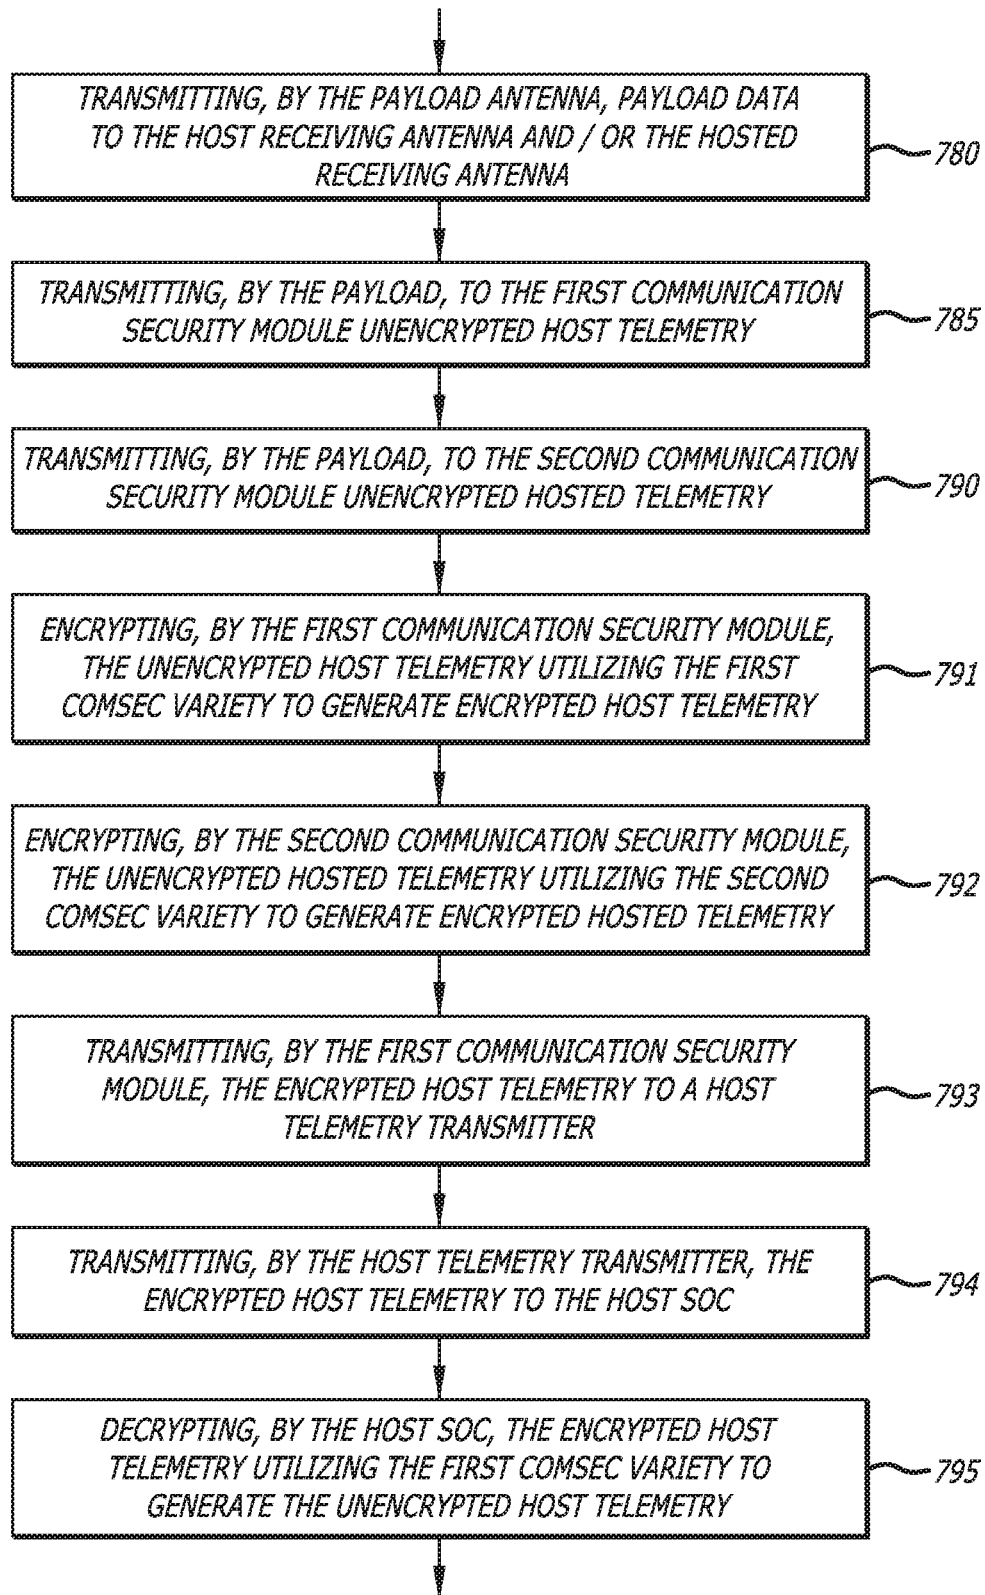 TRANSMITTING, BY THE PAYLOAD ANTENNA, PAYLOAD DATA
TO THE HOST RECEIVING ANTENNA AND / OR THE HOSTED
RECEIVING ANTENNA
780
TRANSMITTING, BY THE PAYLOAD, TO THE FIRST COMMUNICATION
SECURITY MODULE UNENCRYPTED HOST TELEMETRY
785
TRANSMITTING, BY THE PAYLOAD, TO THE SECOND COMMUNICATION
SECURITY MODULE UNENCRYPTED HOSTED TELEMETRY
790
ENCRYPTING, BY THE FIRST COMMUNICATION SECURITY MODULE,
THE UNENCRYPTED HOST TELEMETRY UTILIZING THE FIRST
COMSEC VARIETY TO GENERATE ENCRYPTED HOST TELEMETRY
791
ENCRYPTING, BY THE SECOND COMMUNICATION SECURITY MODULE,
THE UNENCRYPTED HOSTED TELEMETRY UTILIZING THE SECOND
COMSEC VARIETY TO GENERATE ENCRYPTED HOSTED TELEMETRY
792
TRANSMITTING, BY THE FIRST COMMUNICATION SECURITY
MODULE, THE ENCRYPTED HOST TELEMETRY TO A HOST
TELEMETRY TRANSMITTER
793
TRANSMITTING, BY THE HOST TELEMETRY TRANSMITTER, THE
ENCRYPTED HOST TELEMETRY TO THE HOST SOC
794
DECRYPTING, BY THE HOST SOC, THE ENCRYPTED HOST
TELEMETRY UTILIZING THE FIRST COMSEC VARIETY TO
GENERATE THE UNENCRYPTED HOST TELEMETRY
795